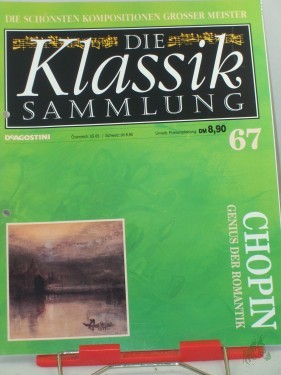 DIE SCHÖNSTEN KOMPOSITIONEN GROSSER MEISTER
DIE
Klassik
SAMMLUNG
DEAGOSTINI
DM 8,90
67
CHOPIN
GENIUS DER ROMANTIK